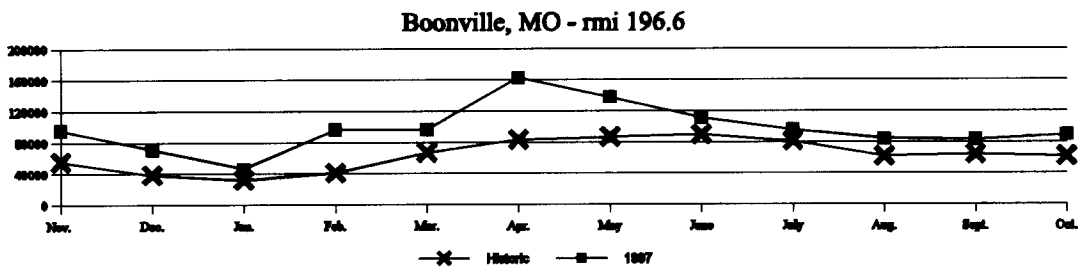 Boonville, MO - rmi 196.6
200000
160000
120000
80000
40000
0
Nov. Dec. Jan. Feb. Mar. Apr. May June July Aug. Sept. Oct.
Historic 1997